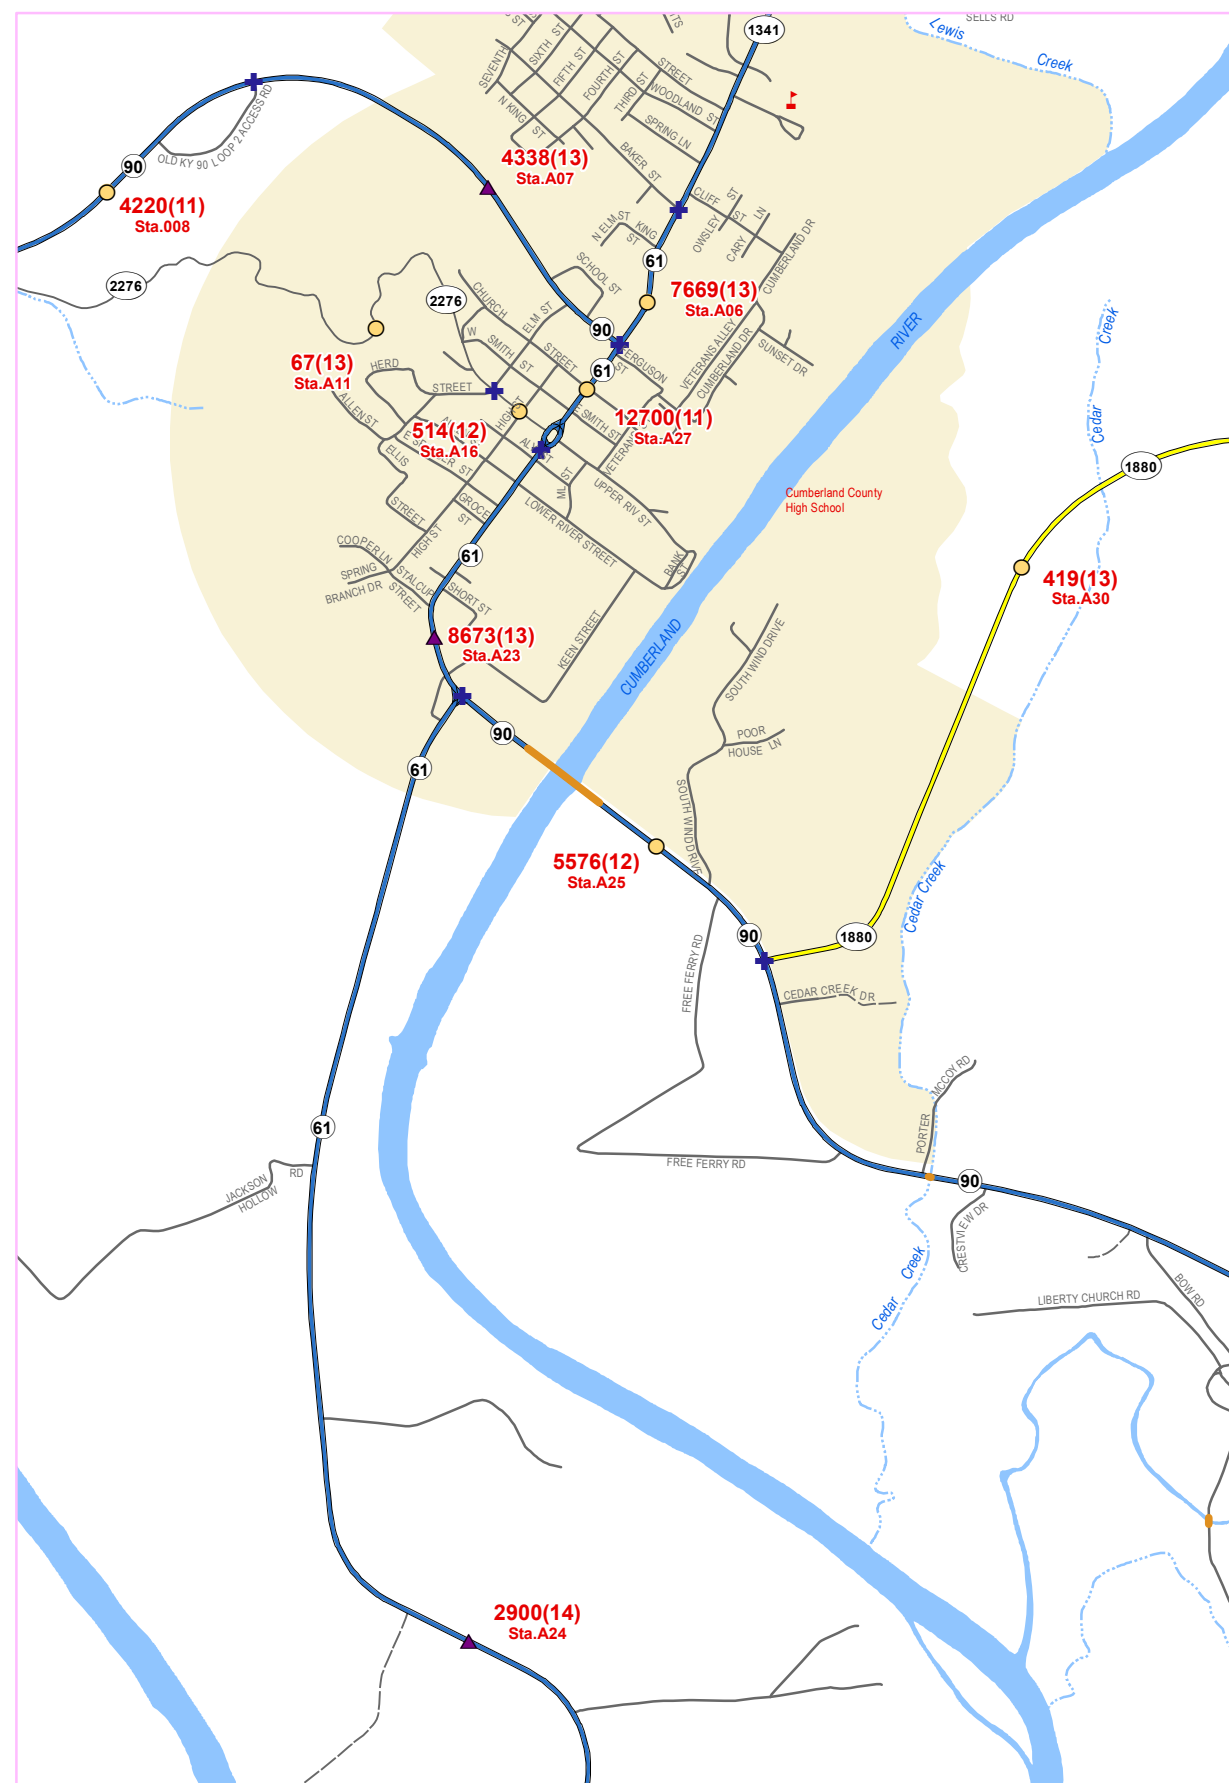 SELLS RD
Lewis
Creek
1341
SEVENTH
SIXTH ST
FIFTH ST
FOURTH ST
THIRD ST
STREET
WOODLAND ST
SPRING LN
N KING
ST
BAKER ST
OLD KY 90 LOOP 2 ACCESS RD
90
4220(11)
Sta.008
4338(13)
Sta.A07
CLIFF
ST
OWSLEY
ST
CARY
LN
CUMBERLAND DR
N ELM ST
KING
ST
61
SCHOOL ST
2276
2276
7669(13)
Sta.A06
CHURCH
STREET
ELM ST
W
SMITH
ST
90
61
FERGUSON
ST
VETERANS ALLEY
CUMBERLAND DR
SUNSET DR
RIVER
Creek
Cedar
67(13)
Sta.A11
HERD
STREET
ALLEN ST
HIGH ST
12700(11)
Sta.A27
E SMITH ST
514(12)
Sta.A16
ELLIS
STREET
GROCE
ST
ML
ST
UPPER RIV ST
LOWER RIVER STREET
BANK
ST
HIGH ST
61
COOPER LN
SPRING
BRANCH DR
STALCUP
STREET
SHORT ST
KEEN STREET
Cumberland County
High School
1880
419(13)
Sta.A30
8673(13)
Sta.A23
CUMBERLAND
SOUTH WIND DRIVE
POOR
HOUSE LN
SOUTH WIND DRIVE
90
61
5576(12)
Sta.A25
Cedar Creek
90
1880
FREE FERRY RD
CEDAR CREEK DR
MCCOY RD
PORTER
61
FREE FERRY RD
90
JACKSON
HOLLOW
RD
CRESTVIEW DR
Cedar
Creek
BOW RD
LIBERTY CHURCH RD
2900(14)
Sta.A24